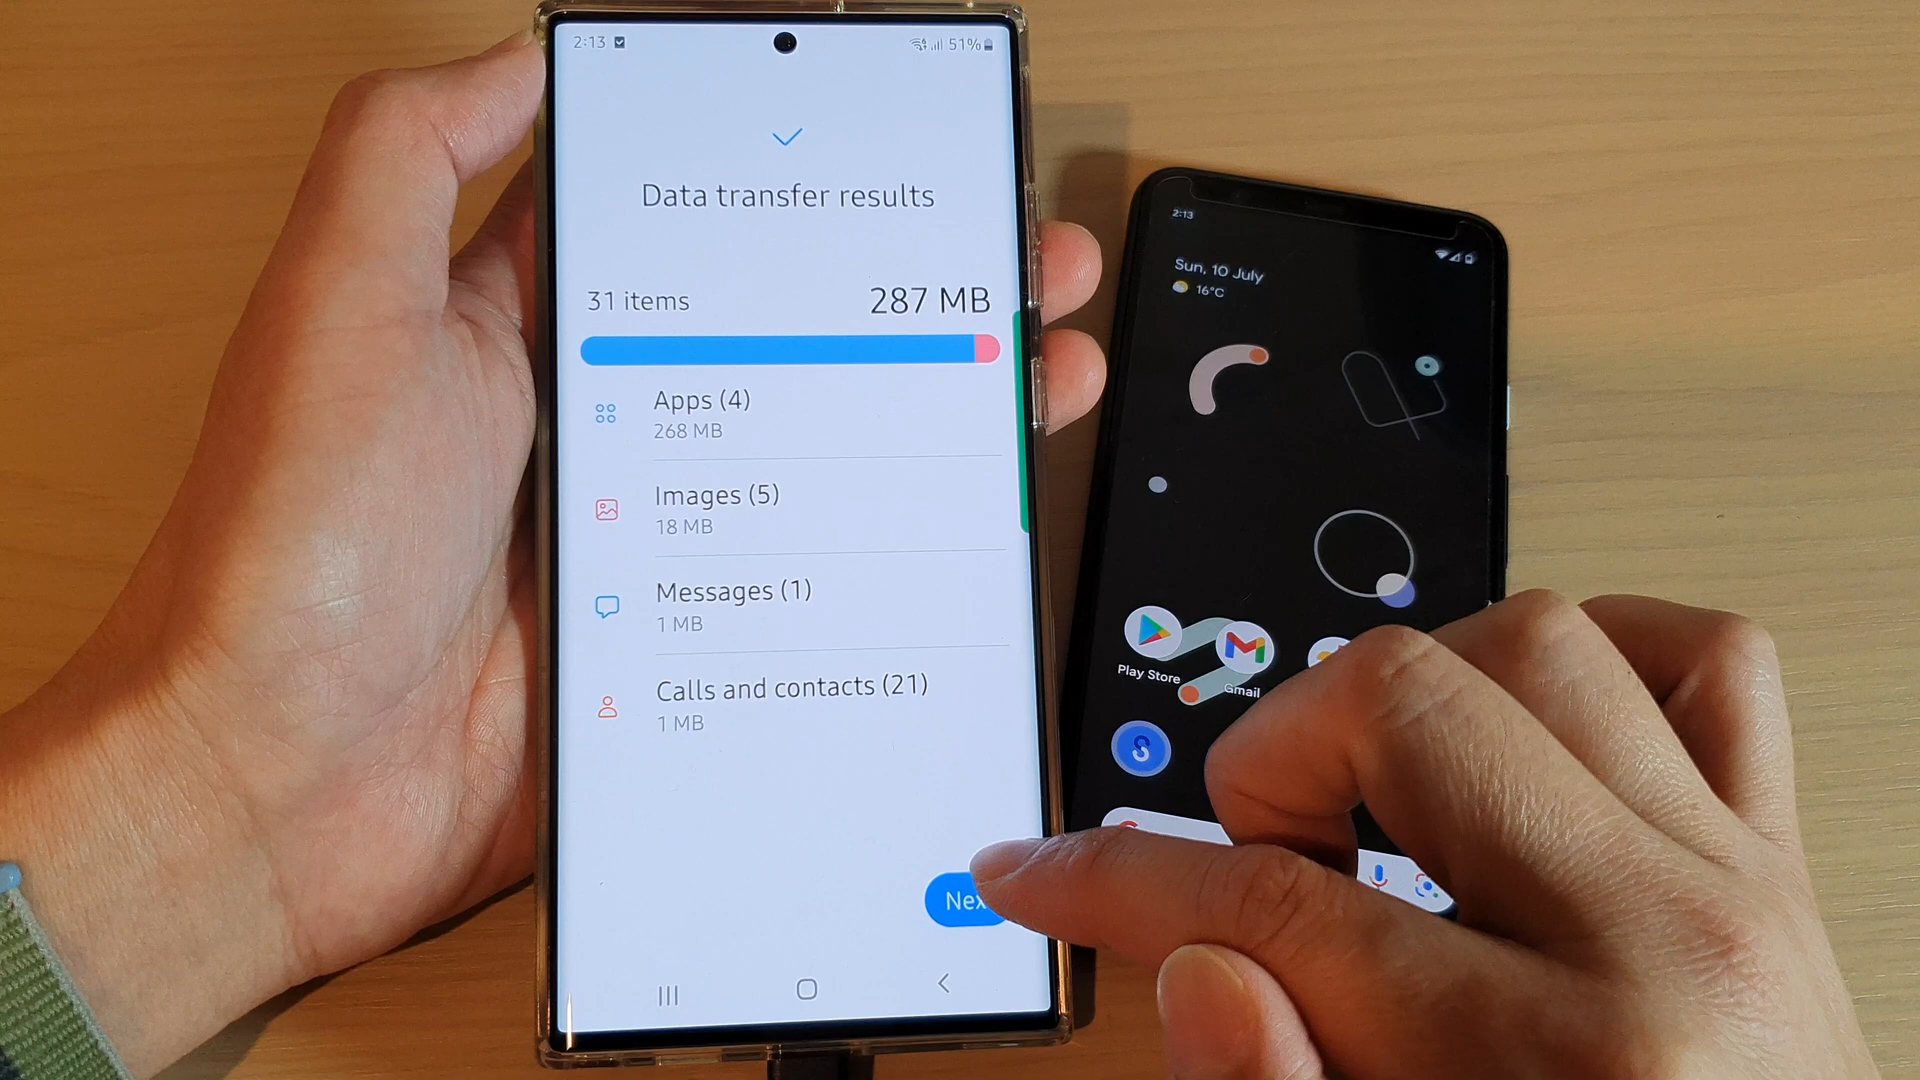 2:13
51%
Data transfer results
31 items
287 MB
Apps (4)
268 MB
Images (5)
18 MB
Messages (1)
1 MB
Calls and contacts (21)
1 MB
Nex
2:13
Sun, 10 July
16°C
Play Store
Gmail